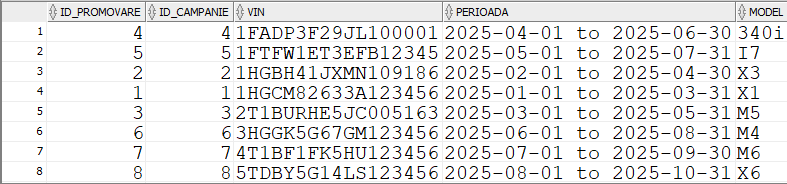 ID_PROMOVARE ID_CAMPANIE VIN PERIOADA MODEL
1 4 4 1FADP3F29JL100001 2025-04-01 to 2025-06-30 340i
2 5 5 1FTFW1ET3EFB12345 2025-05-01 to 2025-07-31 I7
3 2 2 1HGBH41JXMN109186 2025-02-01 to 2025-04-30 X3
4 1 1 1HGCM82633A123456 2025-01-01 to 2025-03-31 X1
5 3 3 2T1BURHE5JC005163 2025-03-01 to 2025-05-31 M5
6 6 6 3HGGK5G67GM123456 2025-06-01 to 2025-08-31 M4
7 7 7 4T1BF1FK5HU123456 2025-07-01 to 2025-09-30 M6
8 8 8 5TDBY5G14LS123456 2025-08-01 to 2025-10-31 X6